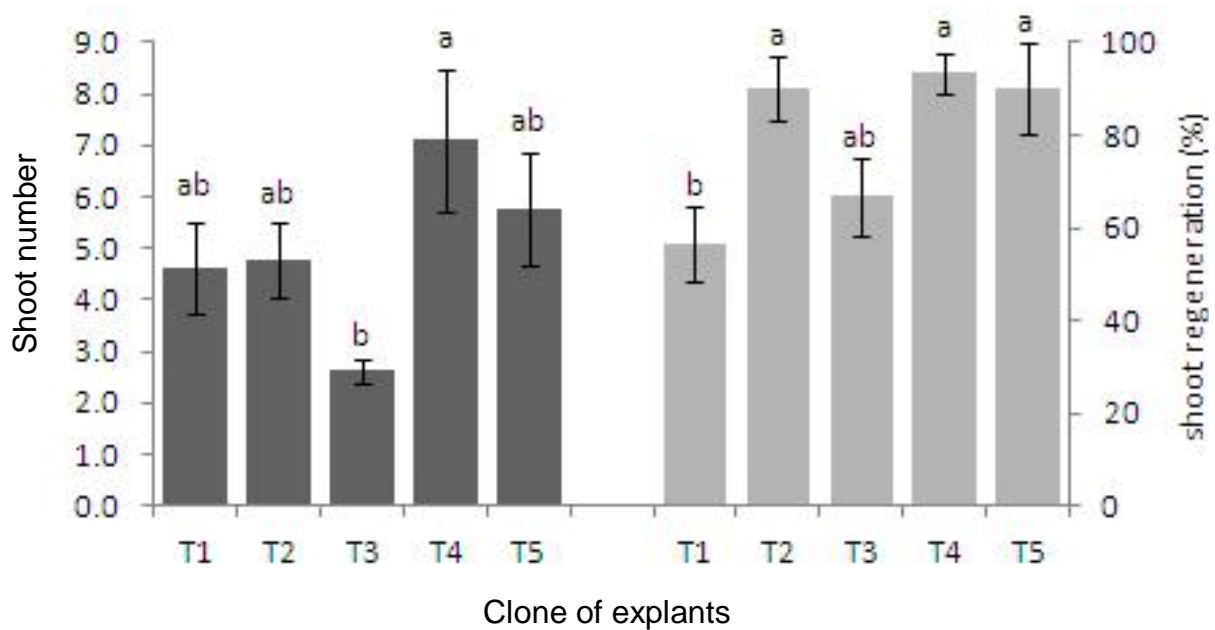 a a a
9.0 100
8.0
ab a
7.0 80
ab ab ab
6.0 b
5.0 60
4.0 b
3.0 40
2.0 20
1.0
0.0 0
T1 T2 T3 T4 T5 T1 T2 T3 T4 T5
Shoot number
shoot regeneration (%)
Clone of explants